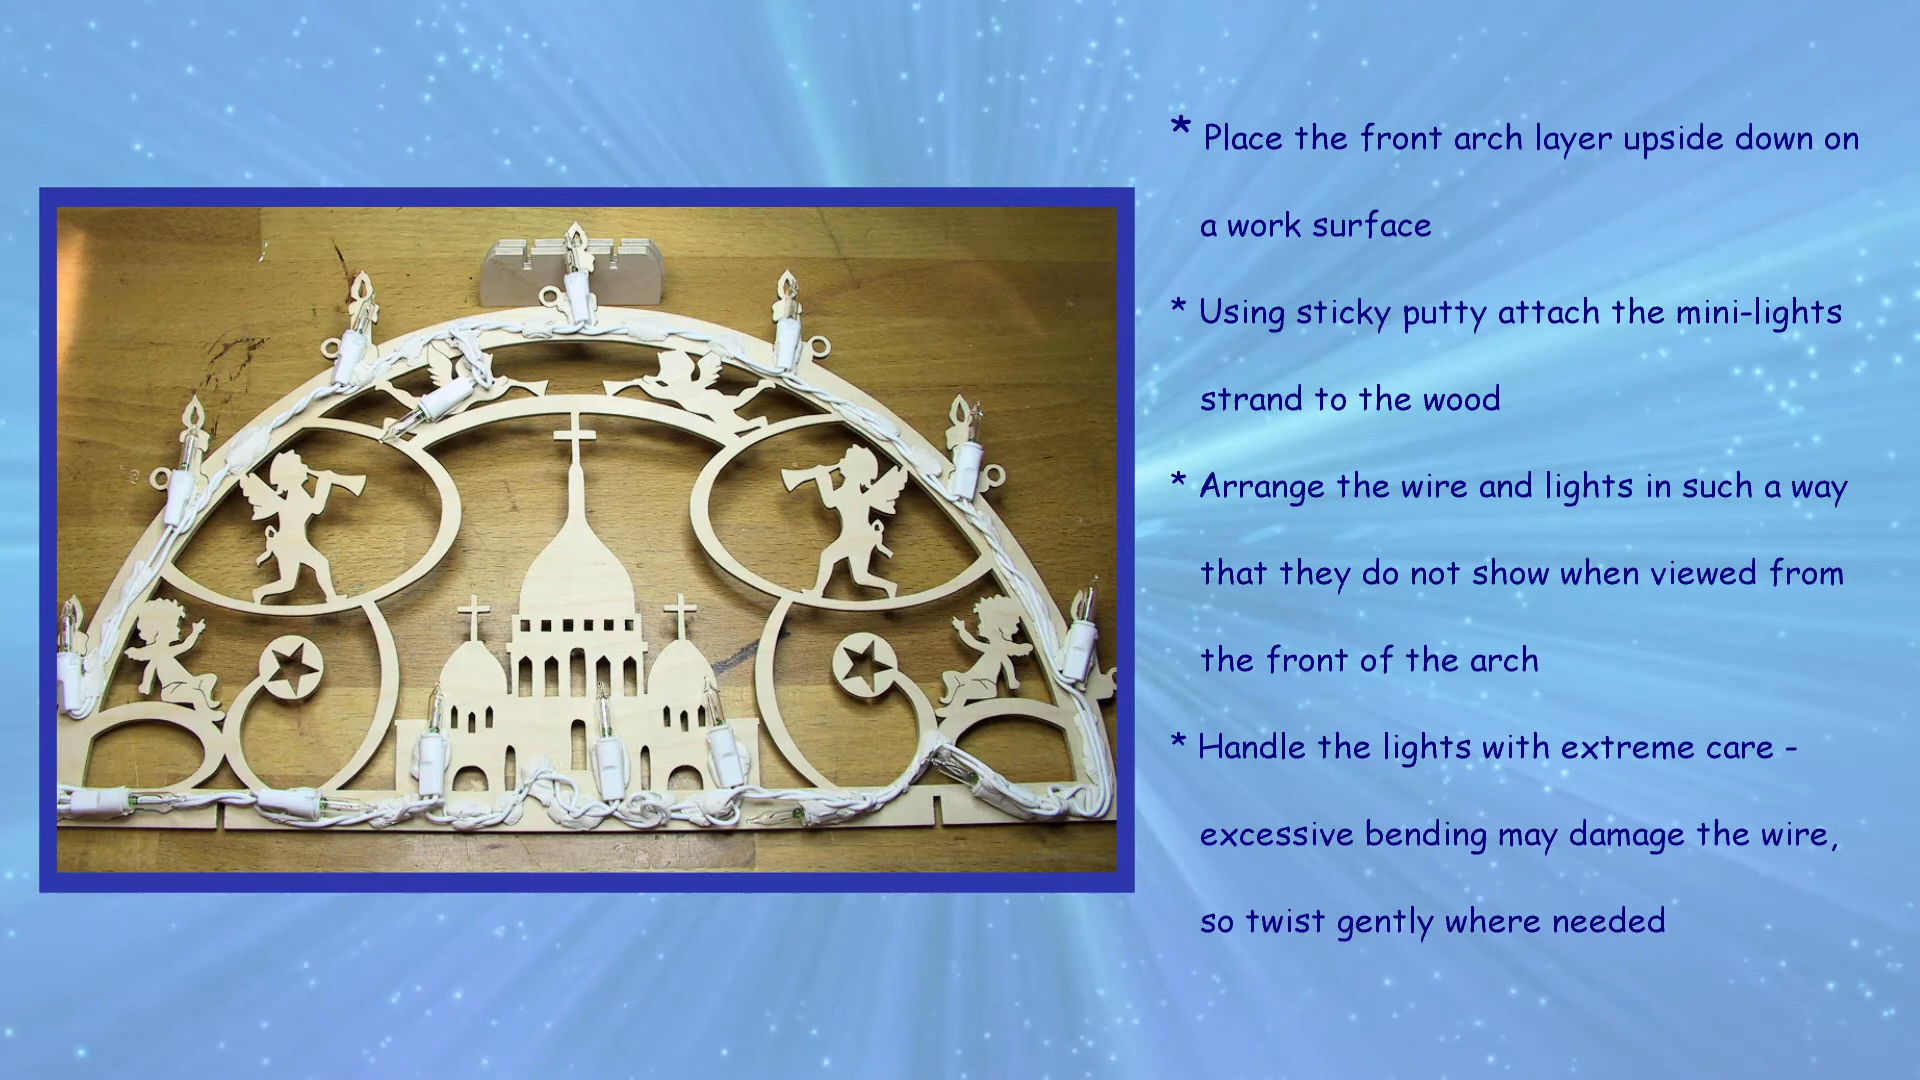 * Place the front arch layer upside down on
a work surface
* Using sticky putty attach the mini-lights
strand to the wood
* Arrange the wire and lights in such a way
that they do not show when viewed from
the front of the arch
* Handle the lights with extreme care -
excessive bending may damage the wire,
so twist gently where needed